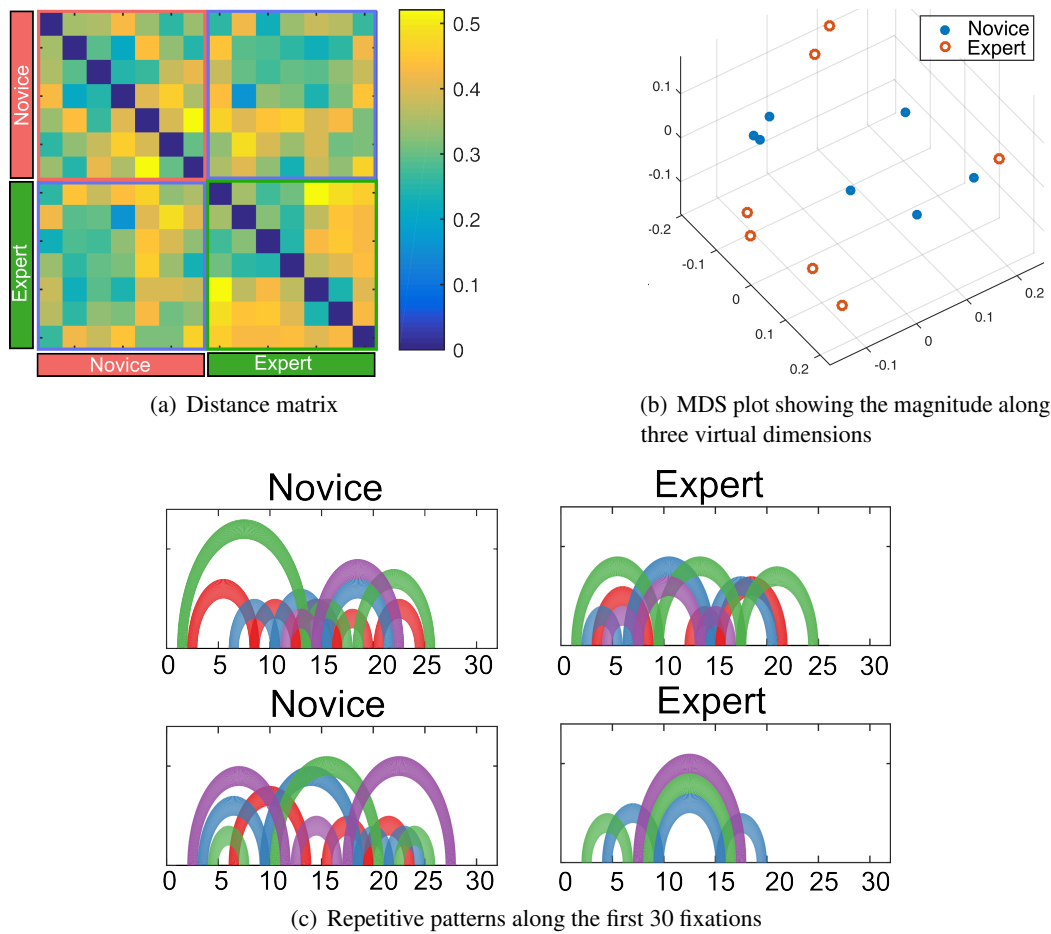 Novice
Expert
Novice
Expert
0.5
0.4
0.3
0.2
0.1
0
(a) Distance matrix
Novice
Expert
0.1
0
-0.1
-0.2
-0.1
0
0.1
0.2
-0.1
0
0.1
0.2
(b) MDS plot showing the magnitude along
three virtual dimensions
Novice
0 5 10 15 20 25 30
Expert
0 5 10 15 20 25 30
Novice
0 5 10 15 20 25 30
Expert
0 5 10 15 20 25 30
(c) Repetitive patterns along the first 30 fixations